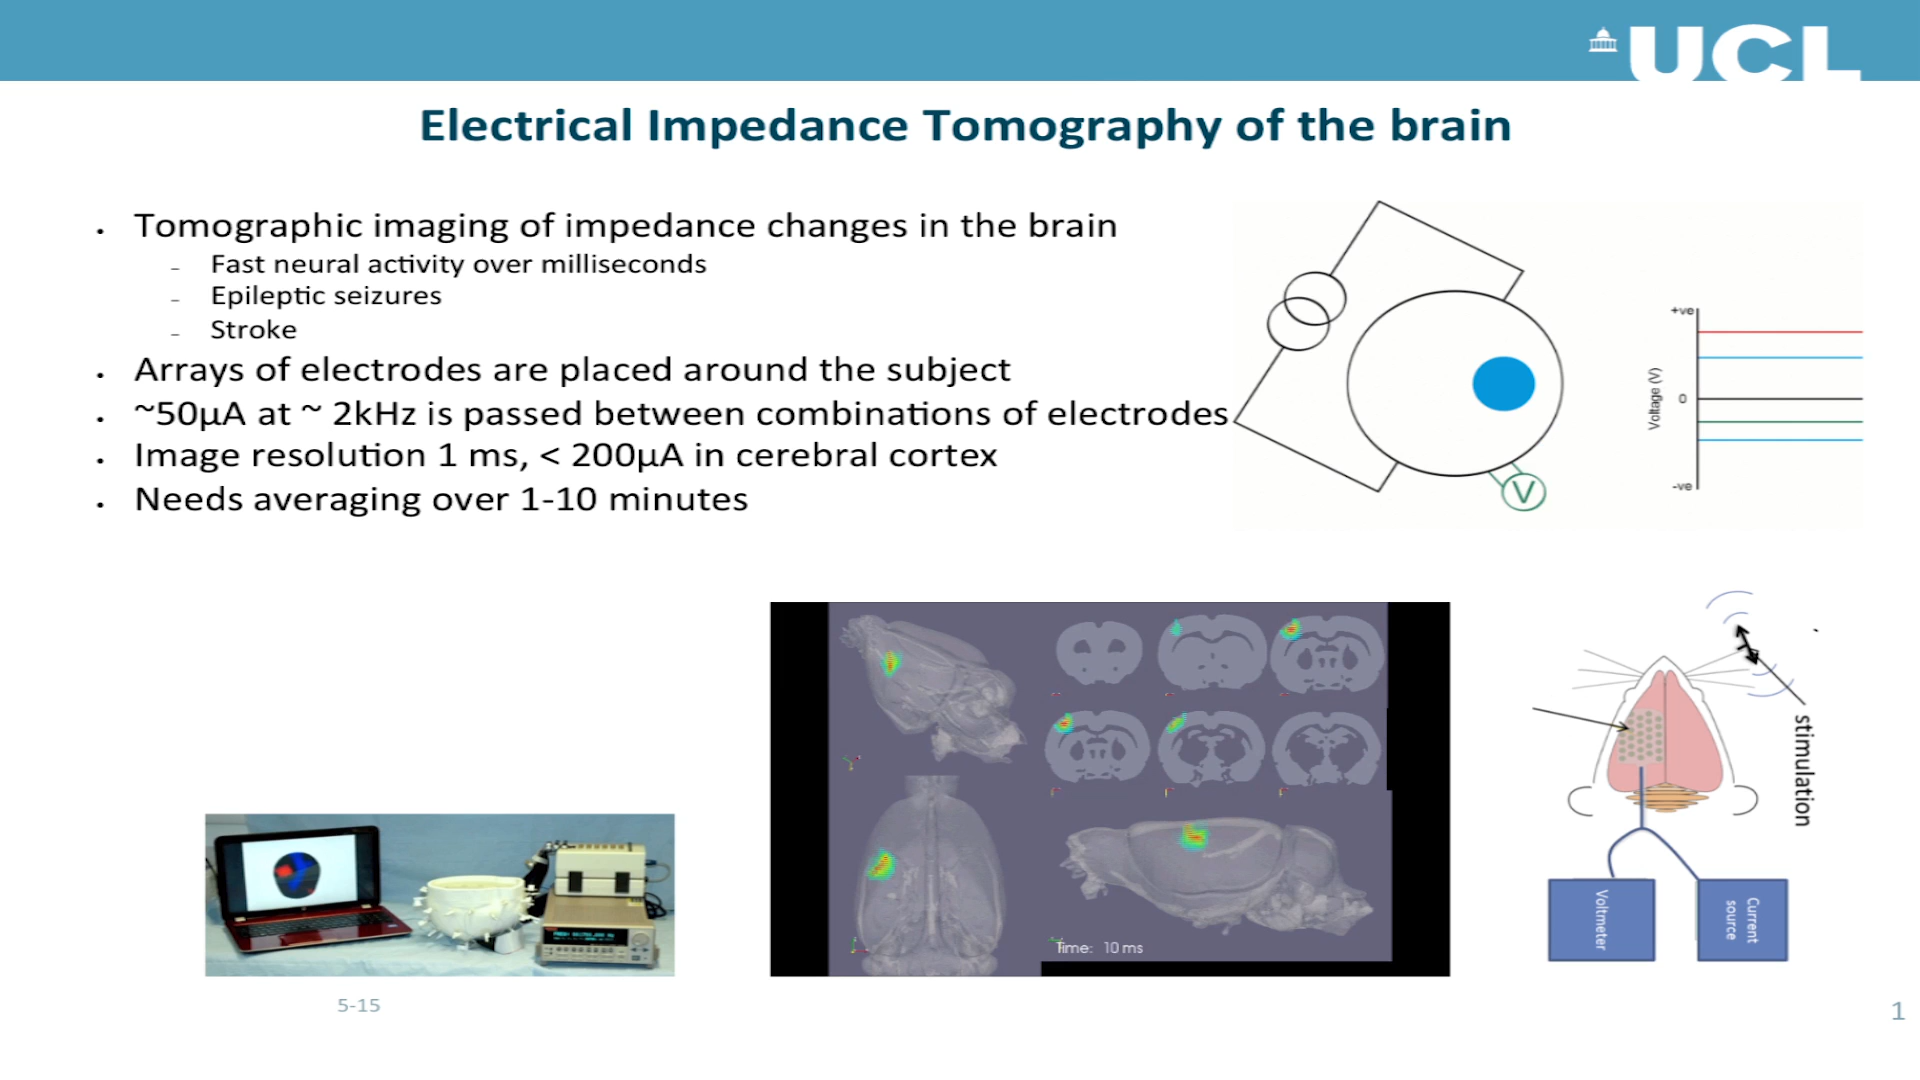 UCL
Electrical Impedance Tomography of the brain
Tomographic imaging of impedance changes in the brain
Fast neural activity over milliseconds
Epileptic seizures
Stroke
Arrays of electrodes are placed around the subject
~50µA at ~ 2kHz is passed between combinations of electrodes
Image resolution 1 ms, < 200µA in cerebral cortex
Needs averaging over 1-10 minutes
V
+ve
Voltage (V)
0
-ve
Time: 10 ms
stimulation
Voltmeter
Current
source
5-15
1